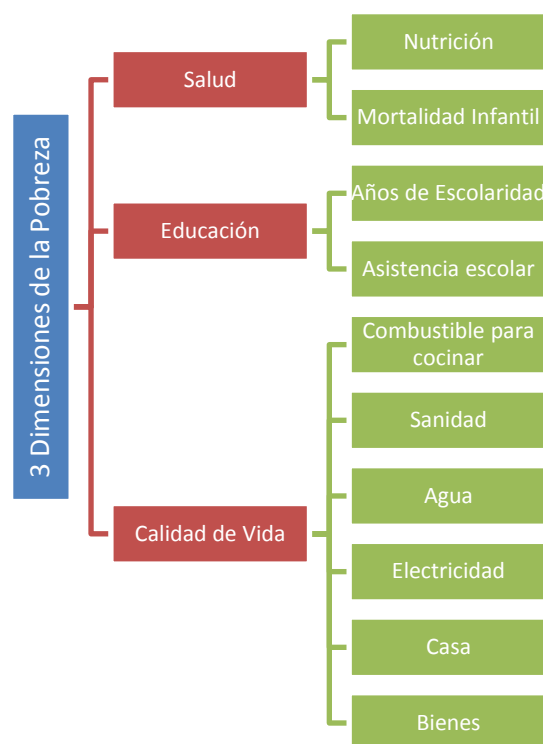 3 Dimensiones de la Pobreza
Salud
Nutrición
Mortalidad Infantil
Educación
Años de Escolaridad
Asistencia escolar
Calidad de Vida
Combustible para
cocinar
Sanidad
Agua
Electricidad
Casa
Bienes